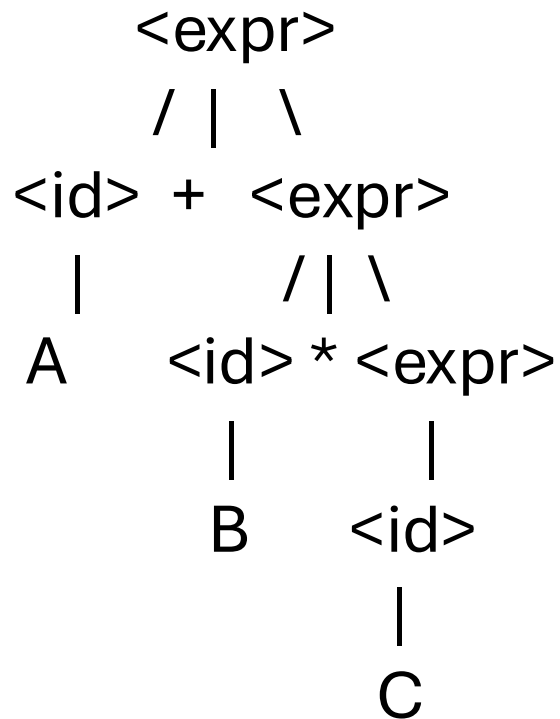 <expr>
/ | \
<id> + <expr>
| / | \
A <id> * <expr>
| |
B <id>
|
C